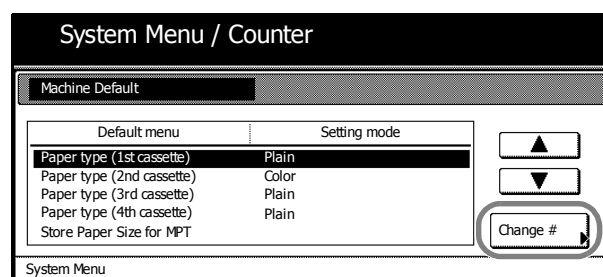 System Menu / Counter
Machine Default
Default menu Setting mode
Paper type (1st cassette) Plain
Paper type (2nd cassette) Color
Paper type (3rd cassette) Plain
Paper type (4th cassette) Plain
Store Paper Size for MPT
Change #
System Menu